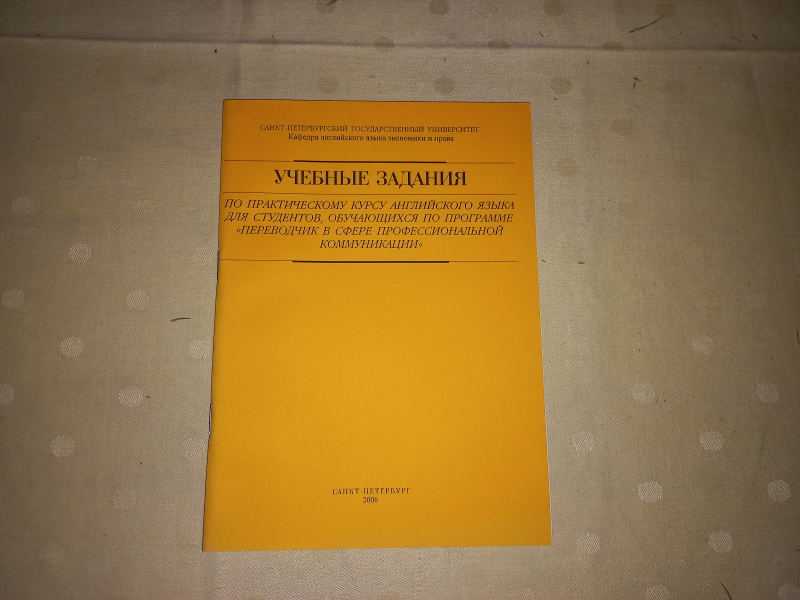 САНКТ-ПЕТЕРБУРГСКИЙ ГОСУДАРСТВЕННЫЙ УНИВЕРСИТЕТ
Кафедра английского языка экономики и права
УЧЕБНЫЕ ЗАДАНИЯ
ПО ПРАКТИЧЕСКОМУ КУРСУ АНГЛИЙСКОГО ЯЗЫКА
ДЛЯ СТУДЕНТОВ, ОБУЧАЮЩИХСЯ ПО ПРОГРАММЕ
«ПЕРЕВОДЧИК В СФЕРЕ ПРОФЕССИОНАЛЬНОЙ
КОММУНИКАЦИИ»
САНКТ-ПЕТЕРБУРГ
2006